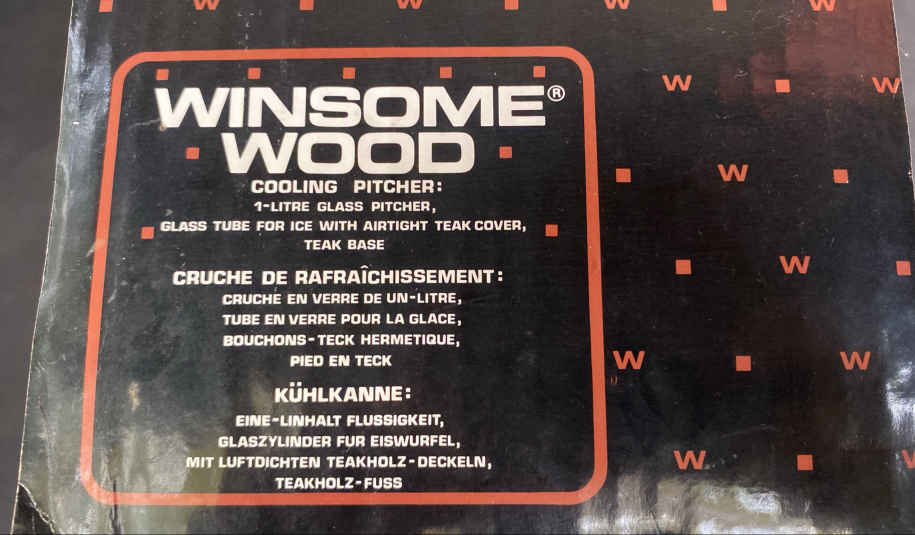 WINSOME®
WOOD
COOLING PITCHER:
1-LITRE GLASS PITCHER,
GLASS TUBE FOR ICE WITH AIRTIGHT TEAK COVER,
TEAK BASE
CRUCHE DE RAFRAÎCHISSEMENT:
CRUCHE EN VERRE DE UN-LITRE,
TUBE EN VERRE POUR LA GLACE,
BOUCHONS-TECK HERMETIQUE,
PIED EN TECK
KÜHLKANNE:
EINE-LINHALT FLUSSIGKEIT,
GLASZYLINDER FUR EISWURFEL,
MIT LUFTDICHTEN TEAKHOLZ-DECKELN,
TEAKHOLZ-FUSS
W W W W
W W
W
W
W W
W W